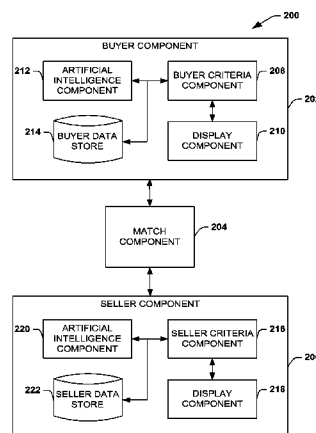 200
BUYER COMPONENT
212
ARTIFICIAL
INTELLIGENCE
COMPONENT
BUYER CRITERIA
COMPONENT
208
20
214
BUYER DATA
STORE
DISPLAY
COMPONENT
210
MATCH
COMPONENT
204
SELLER COMPONENT
220
ARTIFICIAL
INTELLIGENCE
COMPONENT
SELLER CRITERIA
COMPONENT
216
20
222
SELLER DATA
STORE
DISPLAY
COMPONENT
218